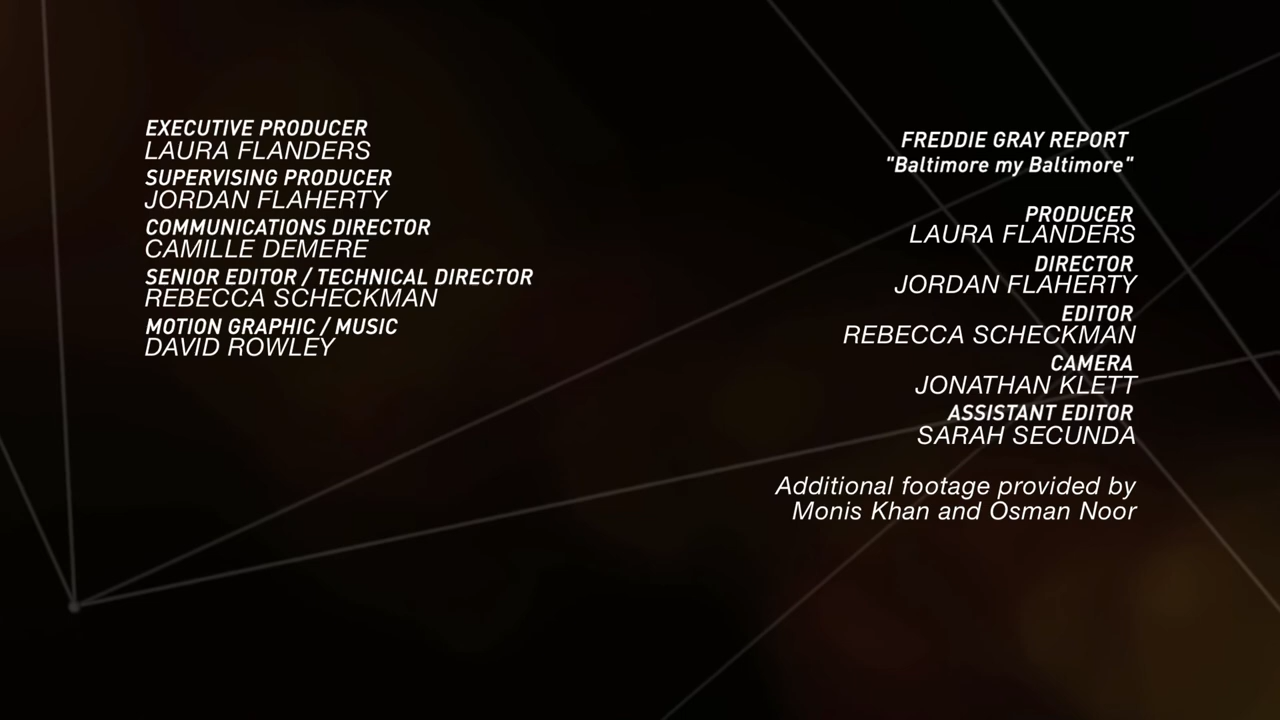 EXECUTIVE PRODUCER
LAURA FLANDERS
SUPERVISING PRODUCER
JORDAN FLAHERTY
COMMUNICATIONS DIRECTOR
CAMILLE DEMERE
SENIOR EDITOR / TECHNICAL DIRECTOR
REBECCA SCHECKMAN
MOTION GRAPHIC / MUSIC
DAVID ROWLEY
FREDDIE GRAY REPORT
"Baltimore my Baltimore"
PRODUCER
LAURA FLANDERS
DIRECTOR
JORDAN FLAHERTY
EDITOR
REBECCA SCHECKMAN
CAMERA
JONATHAN KLETT
ASSISTANT EDITOR
SARAH SECUNDA
Additional footage provided by
Monis Khan and Osman Noor